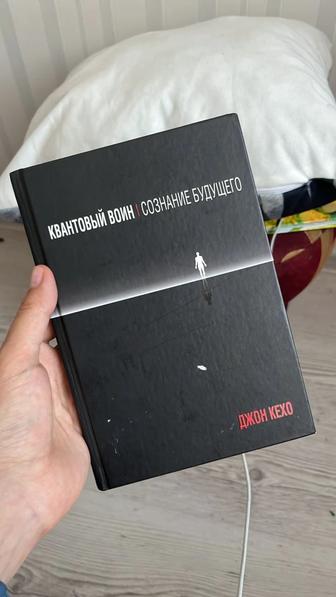 КВАНТОВЫЙ ВОИН | СОЗНАНИЕ БУДУЩЕГО
ДЖОН КЕХО